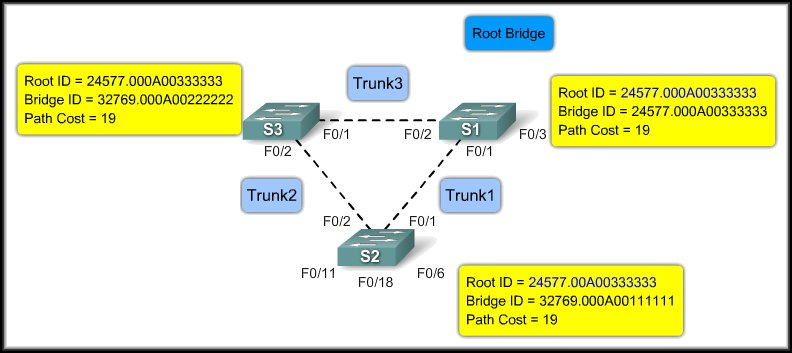 Root Bridge
Root ID = 24577.000A00333333
Bridge ID = 32769.000A00222222
Path Cost = 19
Trunk3
Root ID = 24577.000A00333333
Bridge ID = 24577.000A00333333
Path Cost = 19
S3
F0/1
F0/2
S1
F0/3
F0/2
F0/1
Trunk2
Trunk1
F0/2
F0/1
S2
F0/11
F0/18
F0/6
Root ID = 24577.00A00333333
Bridge ID = 32769.000A00111111
Path Cost = 19